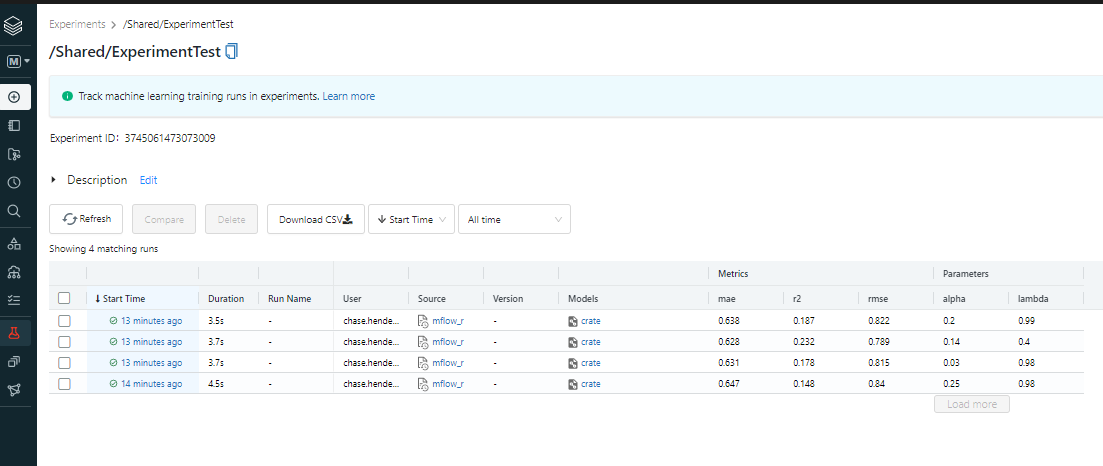 Experiments > /Shared/ExperimentTest
/Shared/ExperimentTest
M
Track machine learning training runs in experiments. Learn more
Experiment ID: 3745061473073009
Description Edit
Refresh Compare Delete Download CSV Start Time All time
Showing 4 matching runs
Metrics Parameters
Start Time Duration Run Name User Source Version Models mae r2 rmse alpha lambda
13 minutes ago 3.5s - chase.hende... mflow_r - crate 0.638 0.187 0.822 0.2 0.99
13 minutes ago 3.7s - chase.hende... mflow_r - crate 0.628 0.232 0.789 0.14 0.4
13 minutes ago 3.7s - chase.hende... mflow_r - crate 0.631 0.178 0.815 0.03 0.98
14 minutes ago 4.5s - chase.hende... mflow_r - crate 0.647 0.148 0.84 0.25 0.98
Load more